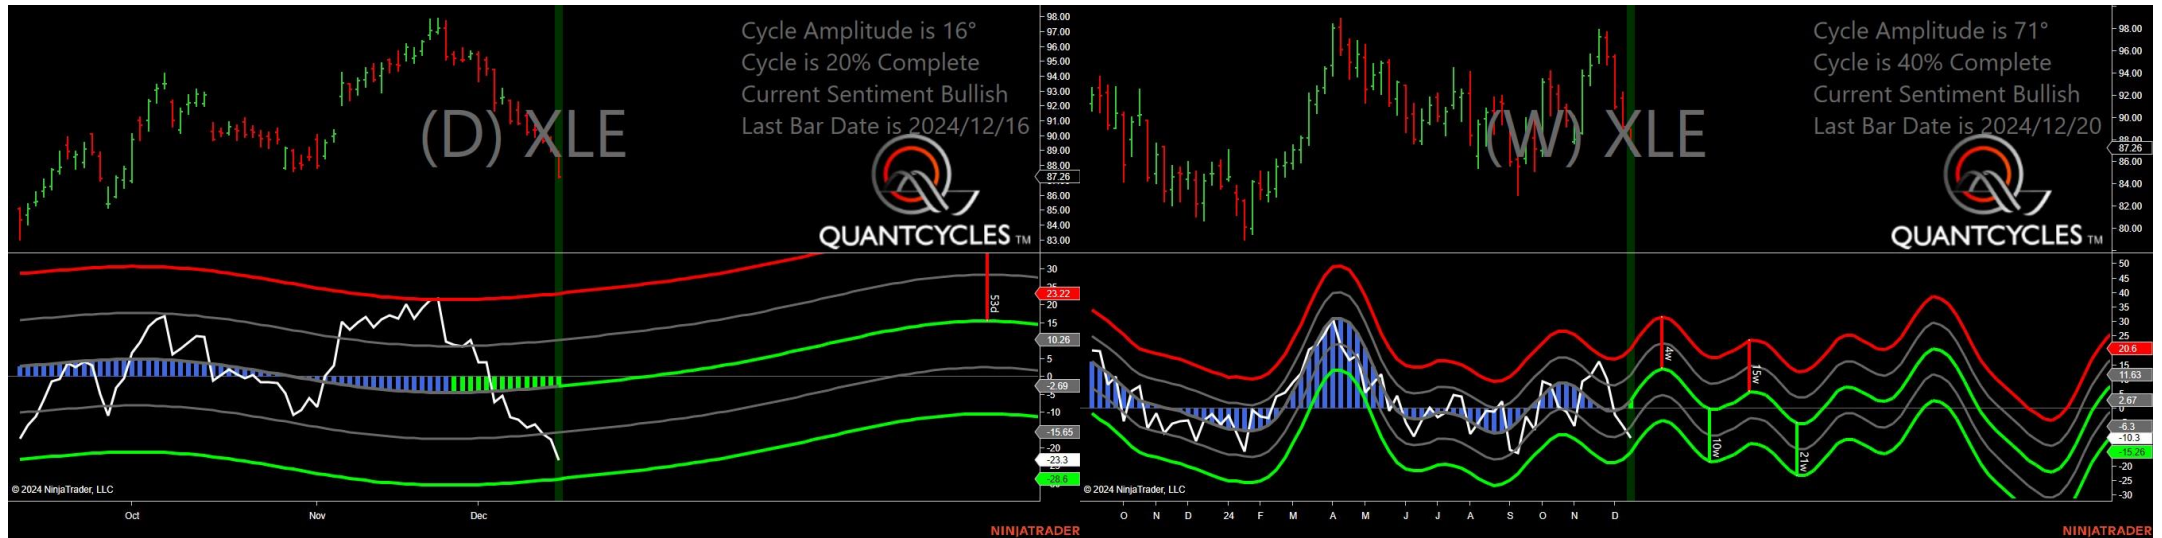 Cycle Amplitude is 16°
Cycle is 20% Complete
Current Sentiment Bullish
Last Bar Date is 2024/12/16
(D) XLE
QUANTCYCLES TM
98.00
97.00
96.00
95.00
94.00
93.00
92.00
91.00
90.00
89.00
88.00
87.26
86.00
85.00
84.00
83.00
53d
30
23.22
20
15
10.26
5
0
-2.69
-5
-10
-15.65
-20
-23.3
-28.6
© 2024 NinjaTrader, LLC
Oct Nov Dec
NINJATRADER
Cycle Amplitude is 71°
Cycle is 40% Complete
Current Sentiment Bullish
Last Bar Date is 2024/12/20
(W) XLE
QUANTCYCLES TM
98.00
96.00
94.00
92.00
90.00
88.00
87.26
86.00
84.00
82.00
80.00
4w
15w
10w
21w
50
45
40
35
30
25
20.6
15
11.63
5
2.67
0
-6.3
-10.3
-15.26
-20
-25
-30
© 2024 NinjaTrader, LLC
O N D 24 F M A M J J A S O N D
NINJATRADER